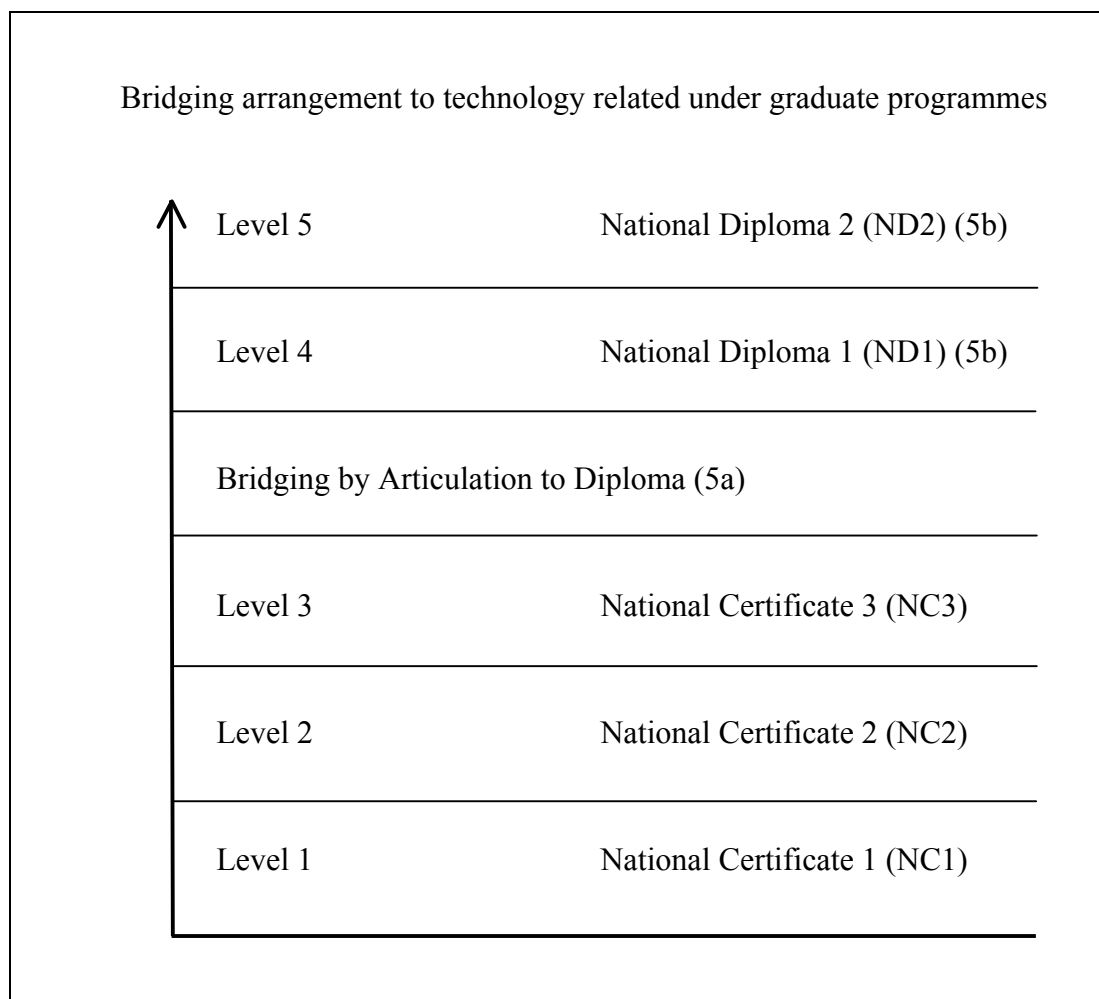 Bridging arrangement to technology related under graduate programmes
Level 5 National Diploma 2 (ND2) (5b)
Level 4 National Diploma 1 (ND1) (5b)
Bridging by Articulation to Diploma (5a)
Level 3 National Certificate 3 (NC3)
Level 2 National Certificate 2 (NC2)
Level 1 National Certificate 1 (NC1)